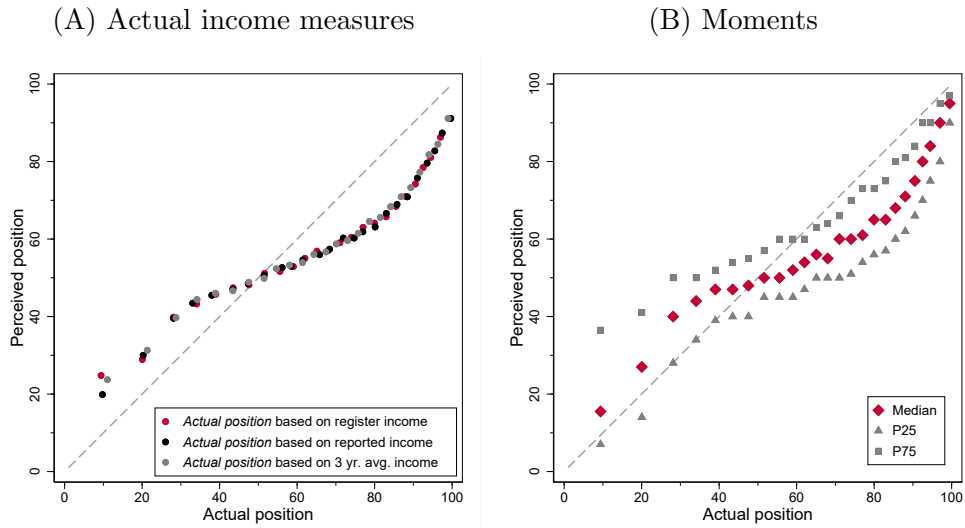 (A) Actual income measures
Perceived position
100
80
60
40
20
0
0 20 40 60 80 100
Actual position
Actual position based on register income
Actual position based on reported income
Actual position based on 3 yr. avg. income
(B) Moments
Perceived position
100
80
60
40
20
0
0 20 40 60 80 100
Actual position
Median
P25
P75